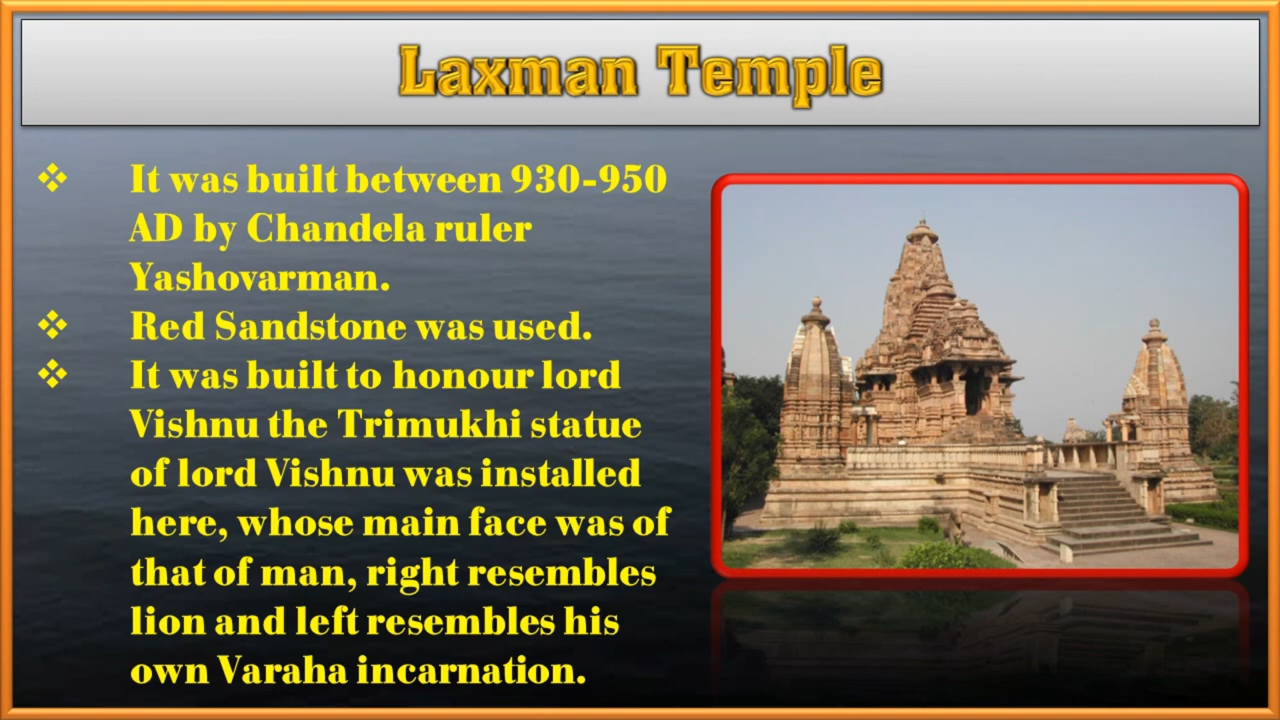 Laxman Temple
It was built between 930-950
AD by Chandela ruler
Yashovarman.
Red Sandstone was used.
It was built to honour lord
Vishnu the Trimukhi statue
of lord Vishnu was installed
here, whose main face was of
that of man, right resembles
lion and left resembles his
own Varaha incarnation.